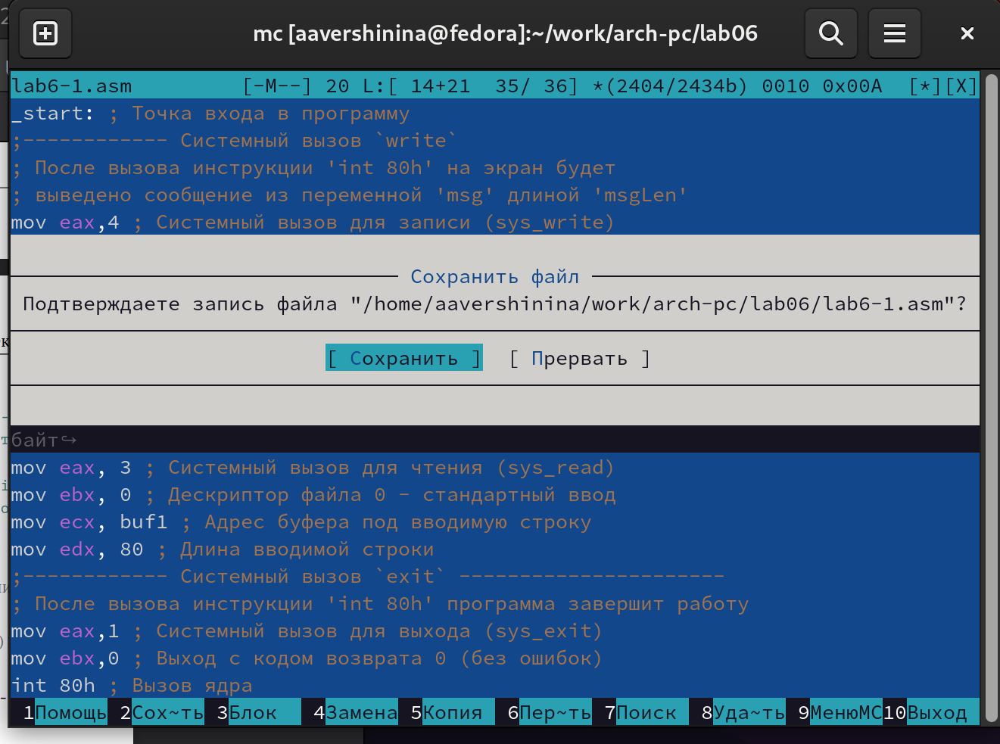 mc [aavershinina@fedora]:~/work/arch-pc/lab06
lab6-1.asm [-M--] 20 L:[ 14+21 35/ 36] *(2404/2434b) 0010 0x00A [*][X]
_start: ; Точка входа в программу
;------------ Системный вызов `write`
; После вызова инструкции 'int 80h' на экран будет
; выведено сообщение из переменной 'msg' длиной 'msgLen'
mov eax,4 ; Системный вызов для записи (sys_write)
Сохранить файл
Подтверждаете запись файла "/home/aavershinina/work/arch-pc/lab06/lab6-1.asm"?
[ Сохранить ] [ Прервать ]
байт↪
mov eax, 3 ; Системный вызов для чтения (sys_read)
mov ebx, 0 ; Дескриптор файла 0 - стандартный ввод
mov ecx, buf1 ; Адрес буфера под вводимую строку
mov edx, 80 ; Длина вводимой строки
;------------ Системный вызов `exit` ----------------------
; После вызова инструкции 'int 80h' программа завершит работу
mov eax,1 ; Системный вызов для выхода (sys_exit)
mov ebx,0 ; Выход с кодом возврата 0 (без ошибок)
int 80h ; Вызов ядра
1Помощь 2Сох~ть 3Блок 4Замена 5Копия 6Пер~ть 7Поиск 8Уда~ть 9МенюMC 10Выход